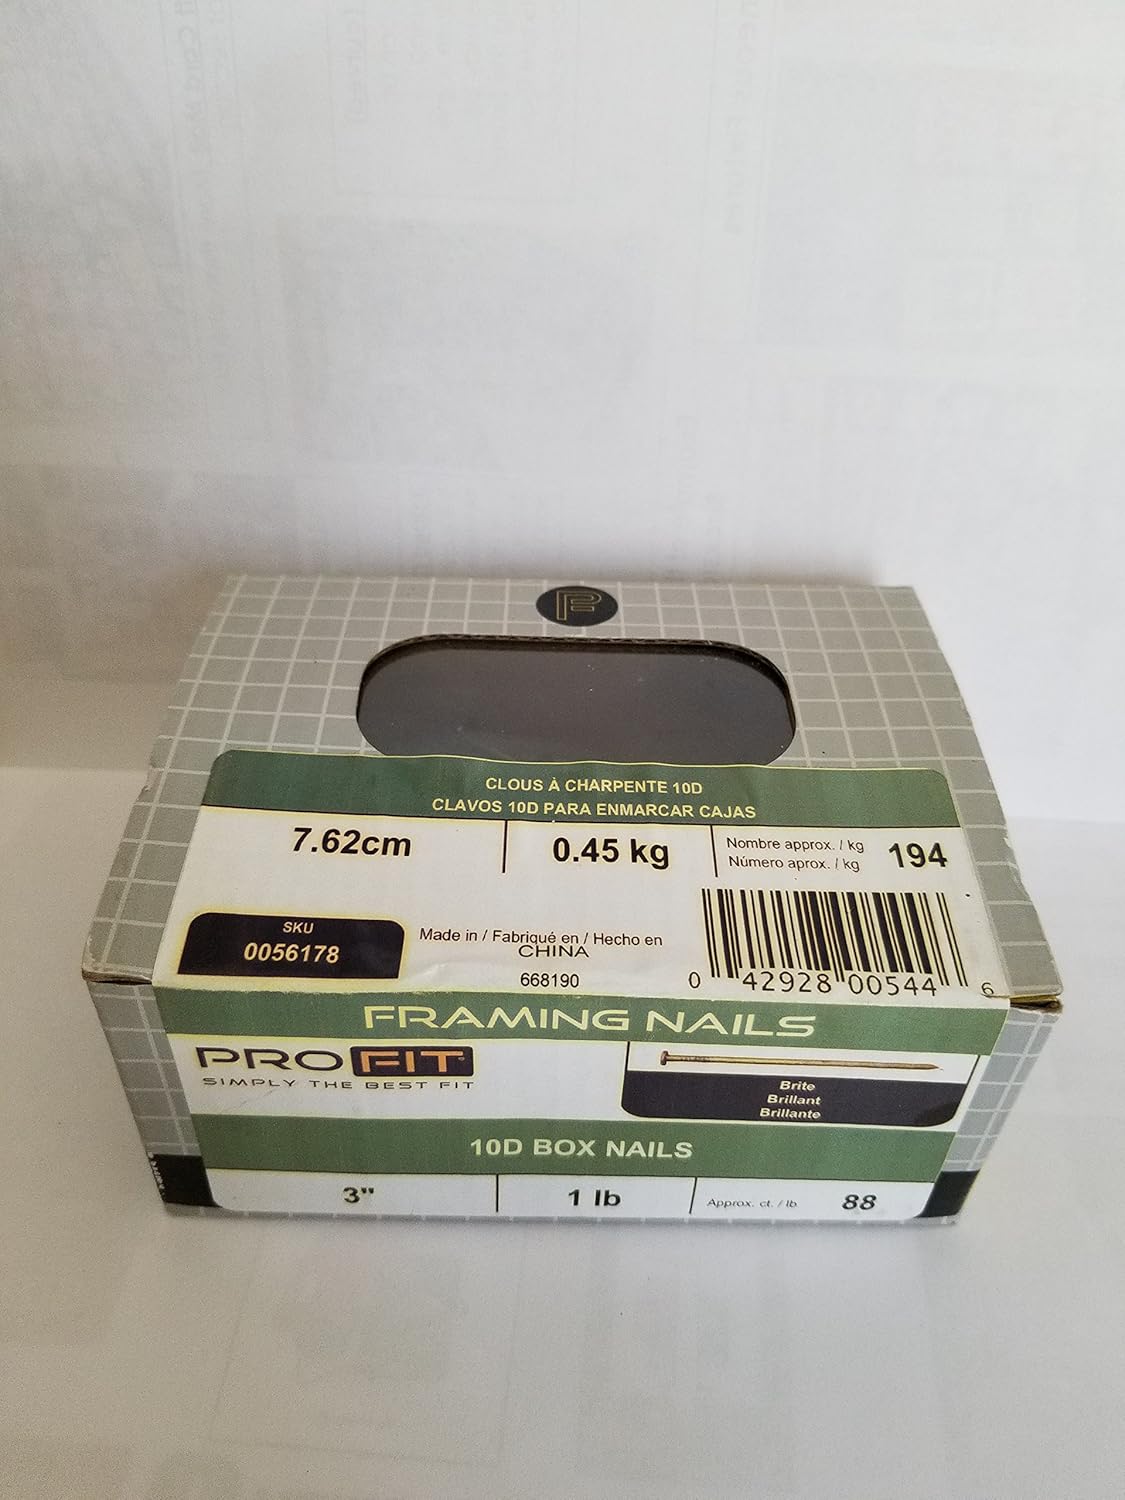 CLOUS À CHARPENTE 10D
CLAVOS 10D PARA ENMARCAR CAJAS
7.62cm
0.45 kg
Nombre approx. / kg
Número aprox. / kg
194
SKU
0056178
Made in / Fabriqué en / Hecho en
CHINA
668190
0 42928 00544 6
FRAMING NAILS
PROFIT
SIMPLY THE BEST FIT
Brite
Brillant
Brillante
10D BOX NAILS
3"
1 lb
Approx. ct. / lb
88